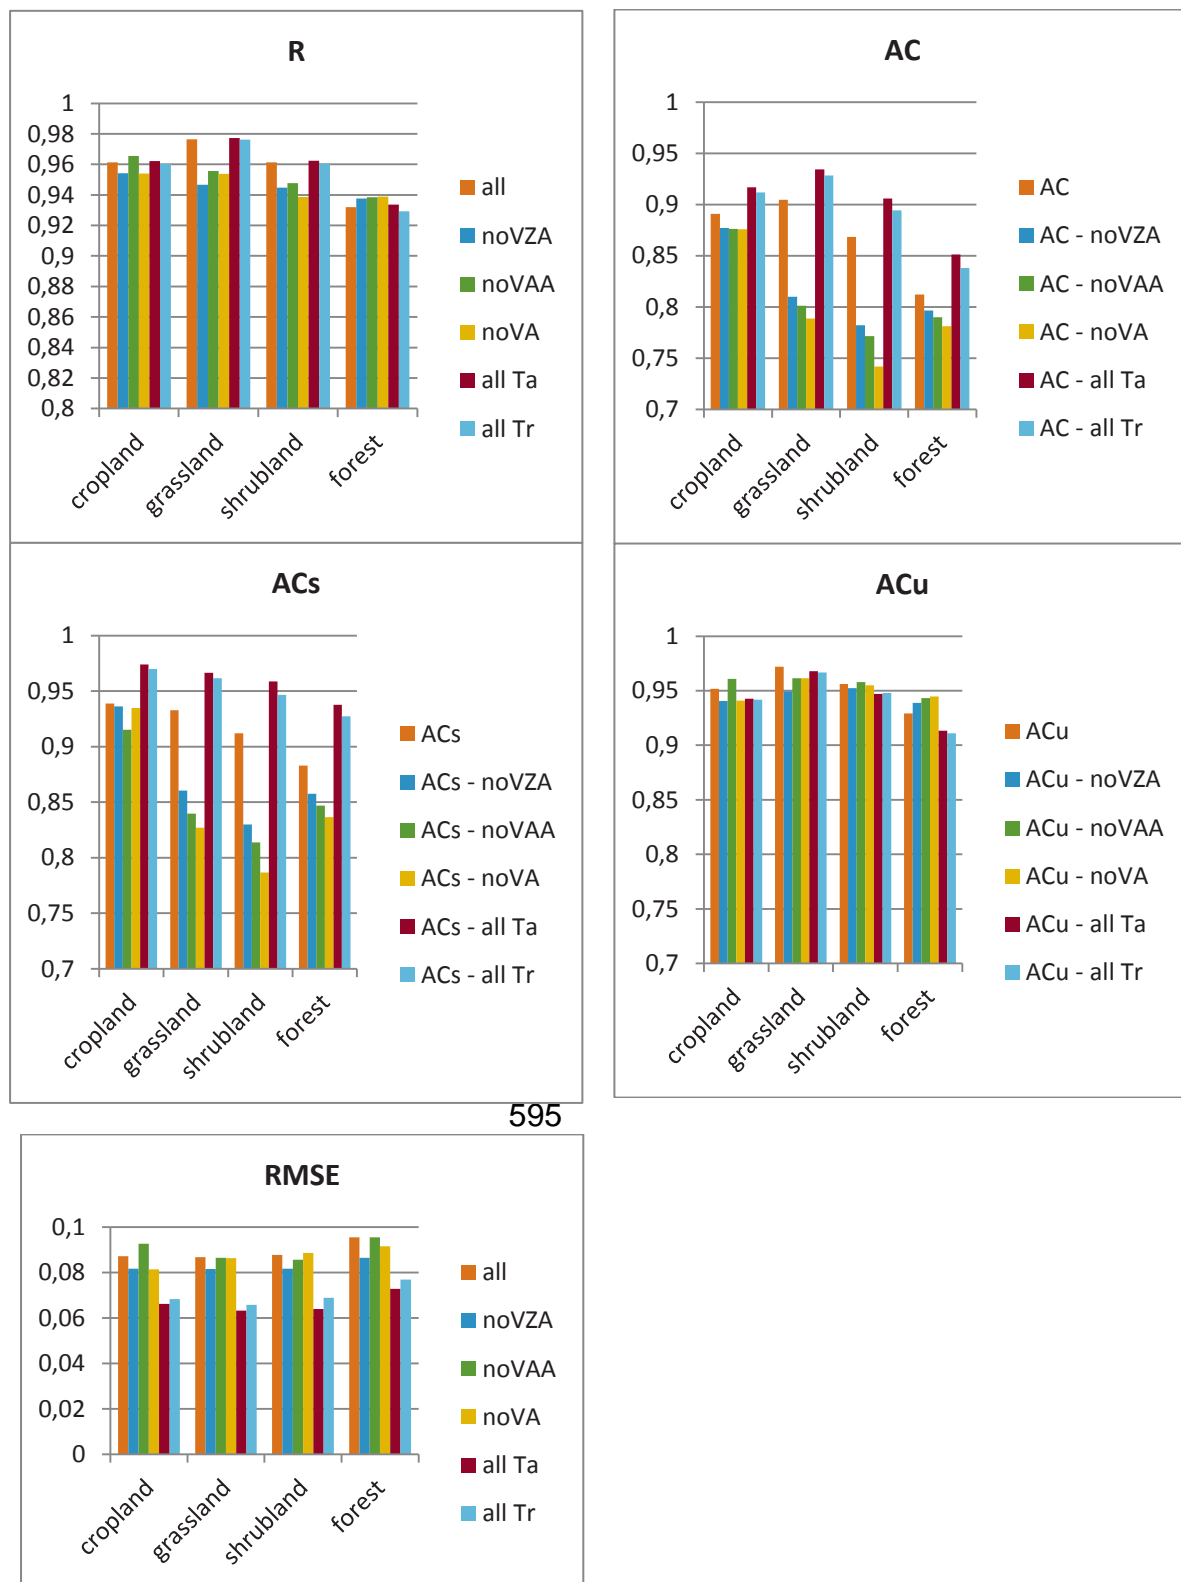 R
1
0,98
0,96
0,94
0,92
0,9
0,88
0,86
0,84
0,82
0,8
cropland
grassland
shrubland
forest
all
noVZA
noVAA
noVA
all Ta
all Tr
AC
1
0,95
0,9
0,85
0,8
0,75
0,7
cropland
grassland
shrubland
forest
AC
AC - noVZA
AC - noVAA
AC - noVA
AC - all Ta
AC - all Tr
ACs
1
0,95
0,9
0,85
0,8
0,75
0,7
cropland
grassland
shrubland
forest
ACs
ACs - noVZA
ACs - noVAA
ACs - noVA
ACs - all Ta
ACs - all Tr
ACu
1
0,95
0,9
0,85
0,8
0,75
0,7
cropland
grassland
shrubland
forest
ACu
ACu - noVZA
ACu - noVAA
ACu - noVA
ACu - all Ta
ACu - all Tr
595
RMSE
0,1
0,08
0,06
0,04
0,02
0
cropland
grassland
shrubland
forest
all
noVZA
noVAA
noVA
all Ta
all Tr